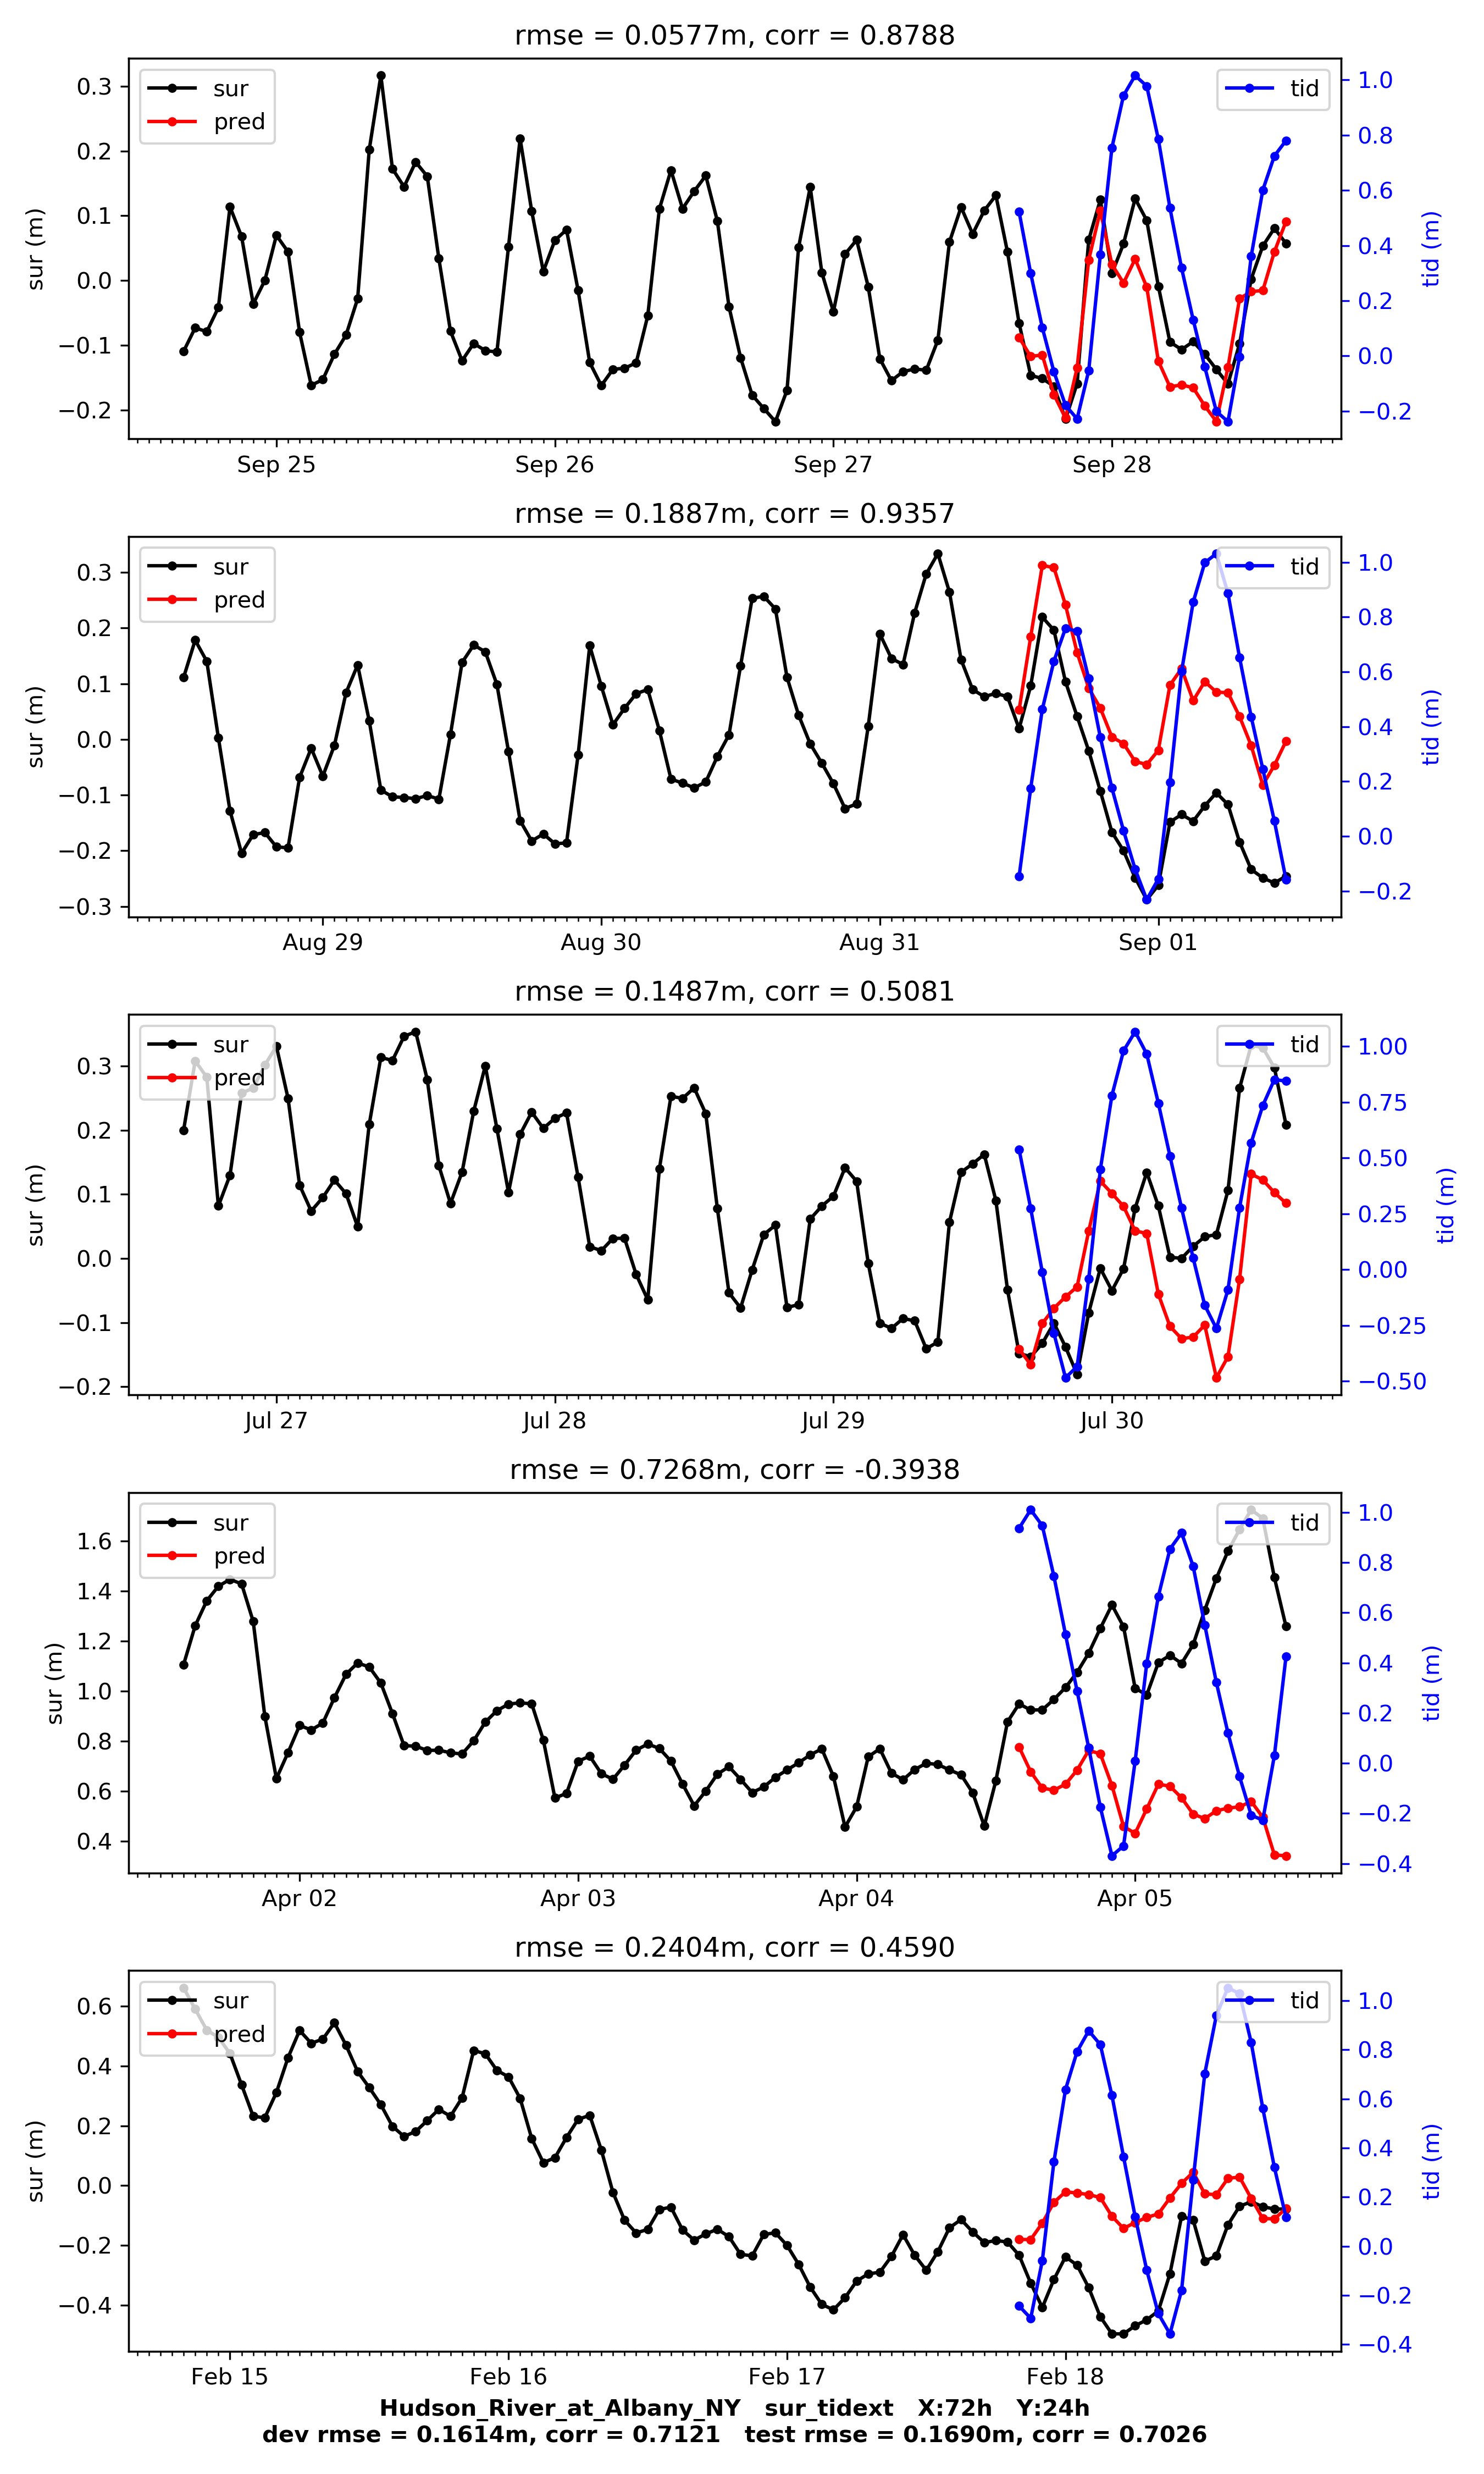 rmse = 0.0577m, corr = 0.8788
sur
pred
tid
0.3
0.2
0.1
0.0
−0.1
−0.2
sur (m)
1.0
0.8
0.6
0.4
0.2
0.0
−0.2
tid (m)
Sep 25 Sep 26 Sep 27 Sep 28
rmse = 0.1887m, corr = 0.9357
sur
pred
tid
0.3
0.2
0.1
0.0
−0.1
−0.2
−0.3
sur (m)
1.0
0.8
0.6
0.4
0.2
0.0
−0.2
tid (m)
Aug 29 Aug 30 Aug 31 Sep 01
rmse = 0.1487m, corr = 0.5081
sur
pred
tid
0.3
0.2
0.1
0.0
−0.1
−0.2
sur (m)
1.00
0.75
0.50
0.25
0.00
−0.25
−0.50
tid (m)
Jul 27 Jul 28 Jul 29 Jul 30
rmse = 0.7268m, corr = -0.3938
sur
pred
tid
1.6
1.4
1.2
1.0
0.8
0.6
0.4
sur (m)
1.0
0.8
0.6
0.4
0.2
0.0
−0.2
−0.4
tid (m)
Apr 02 Apr 03 Apr 04 Apr 05
rmse = 0.2404m, corr = 0.4590
sur
pred
tid
0.6
0.4
0.2
0.0
−0.2
−0.4
sur (m)
1.0
0.8
0.6
0.4
0.2
0.0
−0.2
−0.4
tid (m)
Feb 15 Feb 16 Feb 17 Feb 18
Hudson_River_at_Albany_NY sur_tidext X:72h Y:24h
dev rmse = 0.1614m, corr = 0.7121 test rmse = 0.1690m, corr = 0.7026